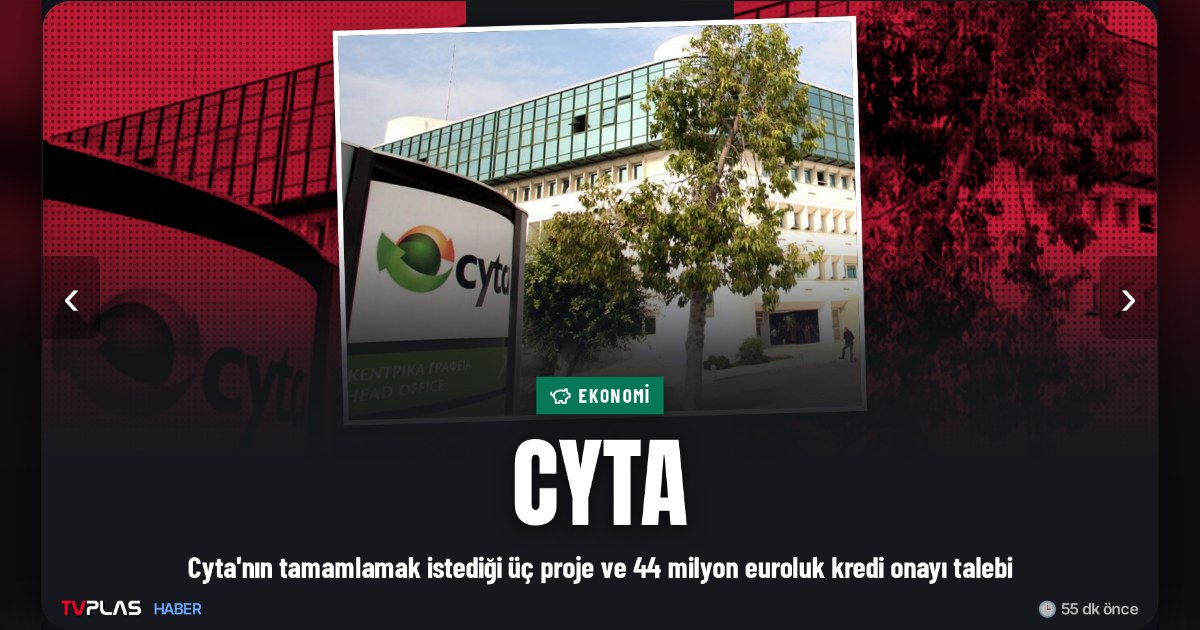 cyta
ΚΕΝΤΡΙΚΑ ΓΡΑΦΕΙΑ
HEAD OFFICE
EKONOMİ
CYTA
Cyta'nın tamamlamak istediği üç proje ve 44 milyon euroluk kredi onayı talebi
TVPLAS HABER
55 dk önce